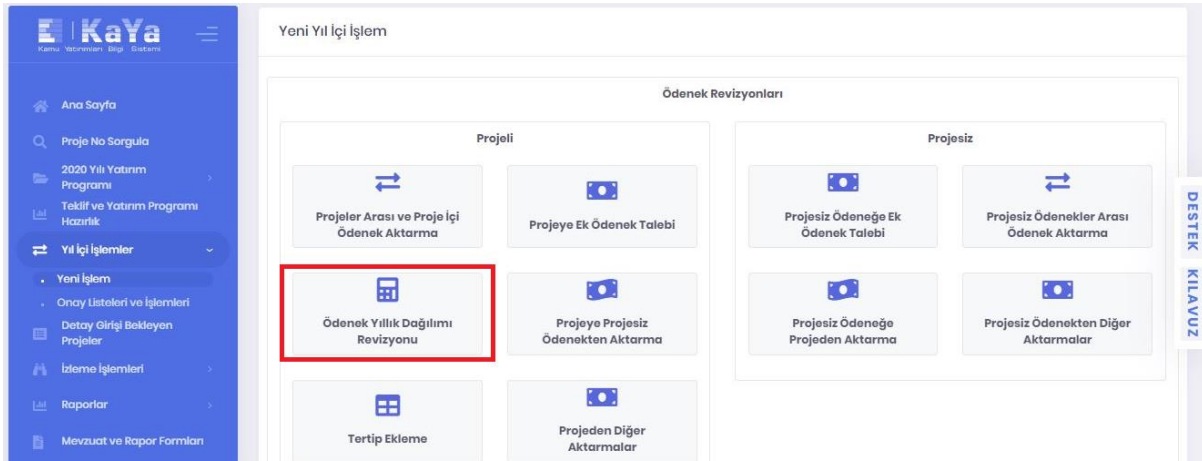 KaYa
Kamu Yatırımları Bilgi Sistemi
Ana Sayfa
Proje No Sorgula
2020 Yılı Yatırım
Programı
Teklif ve Yatırım Programı
Hazırlık
Yıl İçi İşlemler
Yeni İşlem
Onay Listeleri ve İşlemleri
Detay Girişi Bekleyen
Projeler
İzleme İşlemleri
Raporlar
Mevzuat ve Rapor Formları
Yeni Yıl İçi İşlem
Ödenek Revizyonları
Projeli
Projeler Arası ve Proje İçi
Ödenek Aktarma
Projeye Ek Ödenek Talebi
Ödenek Yıllık Dağılımı
Revizyonu
Projeye Projesiz
Ödenekten Aktarma
Tertip Ekleme
Projeden Diğer
Aktarmalar
Projesiz
Projesiz Ödeneğe Ek
Ödenek Talebi
Projesiz Ödenekler Arası
Ödenek Aktarma
Projesiz Ödeneğe
Projeden Aktarma
Projesiz Ödenekten Diğer
Aktarmalar
DESTEK
KILAVUZ